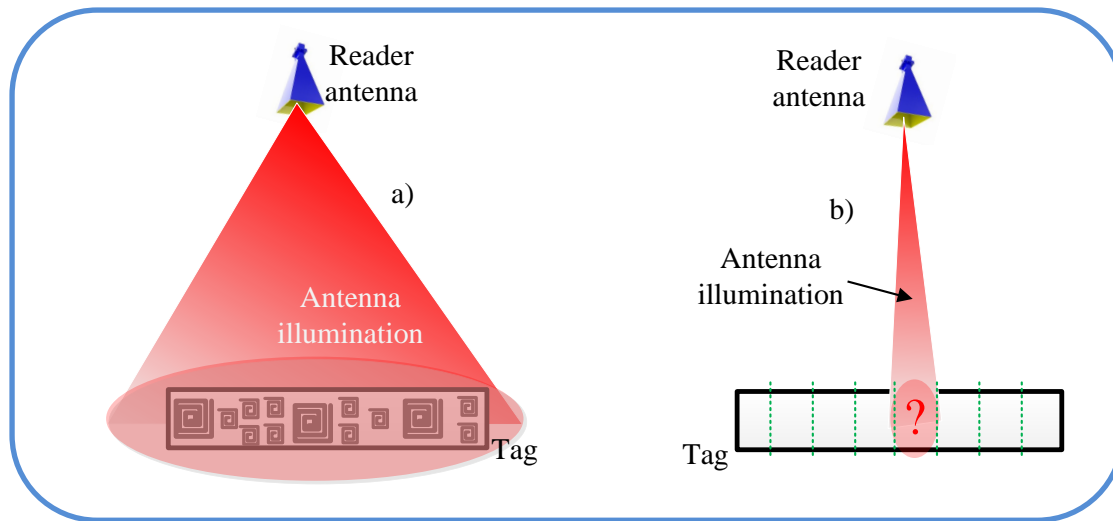 Reader
antenna
a)
Antenna
illumination
Tag
Reader
antenna
b)
Antenna
illumination
?
Tag